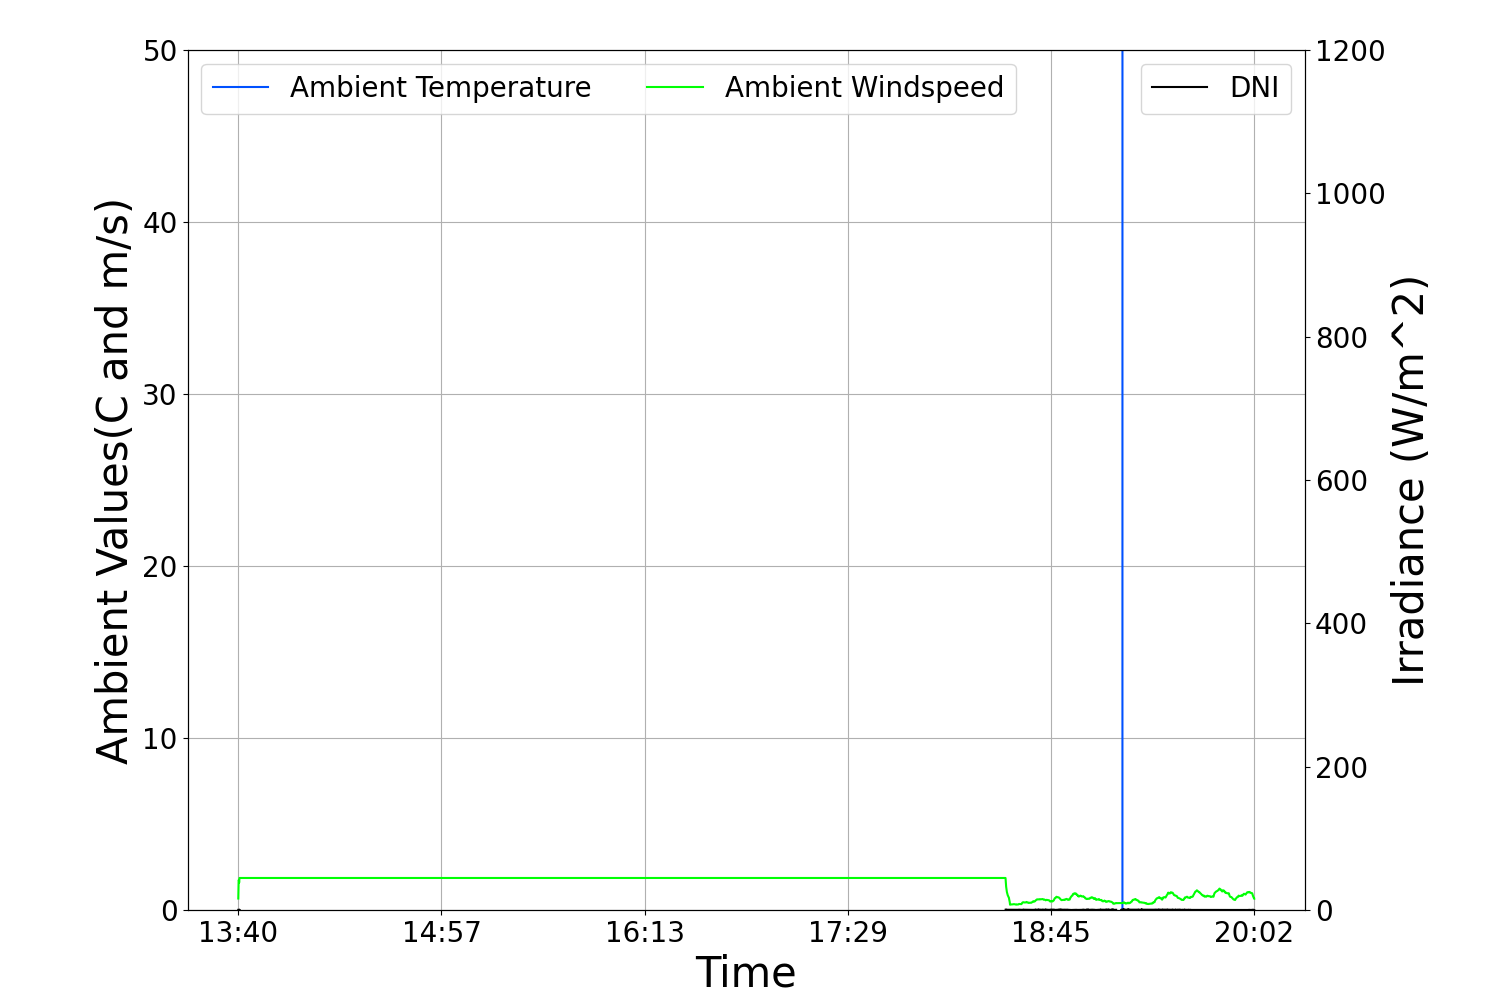 Ambient Temperature Ambient Windspeed DNI
50
40
30
20
10
0
Ambient Values(C and m/s)
1200
1000
800
600
400
200
0
Irradiance (W/m^2)
13:40 14:57 16:13 17:29 18:45 20:02
Time